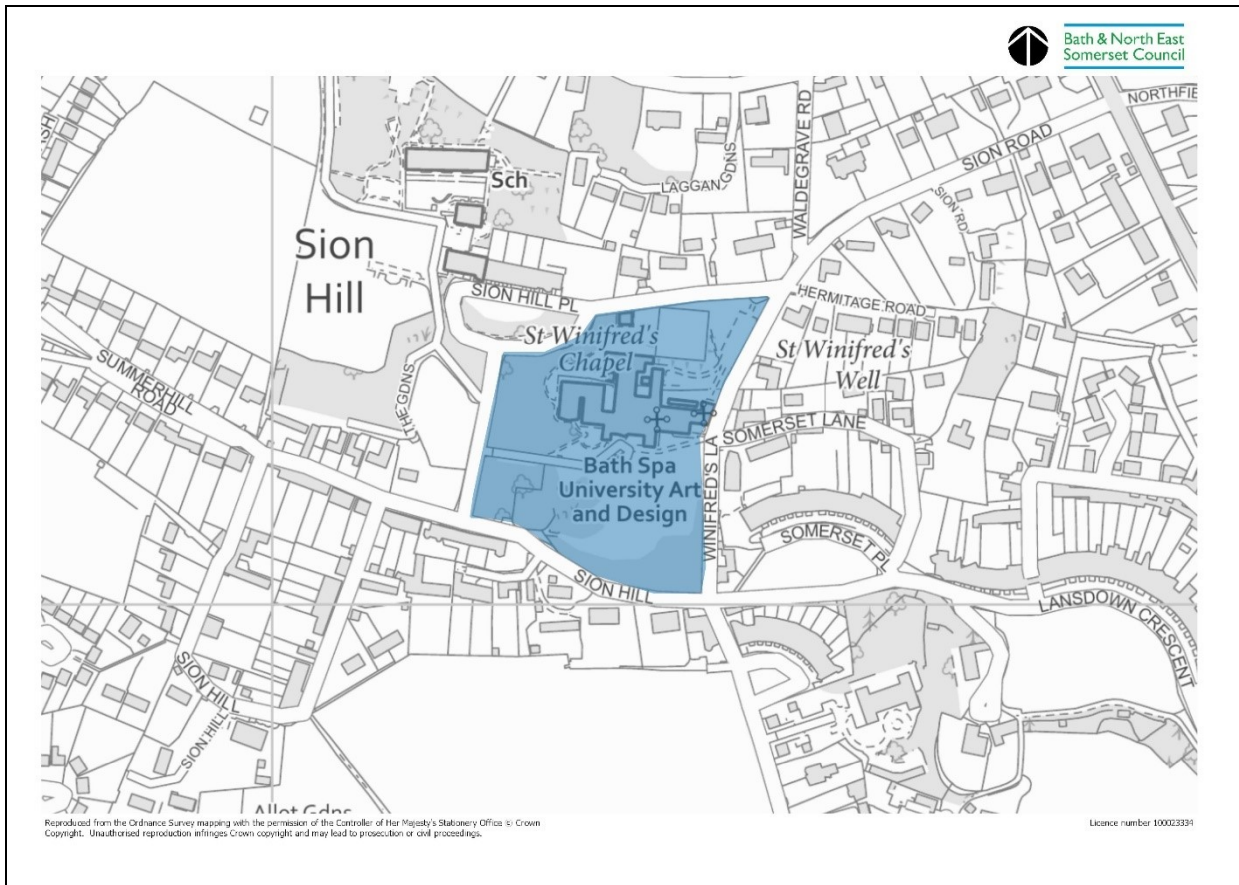 Bath & North East
Somerset Council
NORTHFIE
WALDEGRAVE RD
SION ROAD
LAGGAN
GDNS
Sch
SION RD
Sion
Hill
SION HILL PL
HERMITAGE ROAD
St Winifred's
Chapel
St Winifred's
Well
SUMMERHILL
ROAD
LTHE GDNS
SOMERSET LANE
Bath Spa
University Art
and Design
WINIFRED'S LA
SOMERSET PL
SION HILL
LANSDOWN CRESCENT
SION HILL
SION HILL
Allot Gdns
Reproduced from the Ordnance Survey mapping with the permission of the Controller of Her Majesty's Stationery Office © Crown
Copyright. Unauthorised reproduction infringes Crown copyright and may lead to prosecution or civil proceedings.
Licence number 100023334